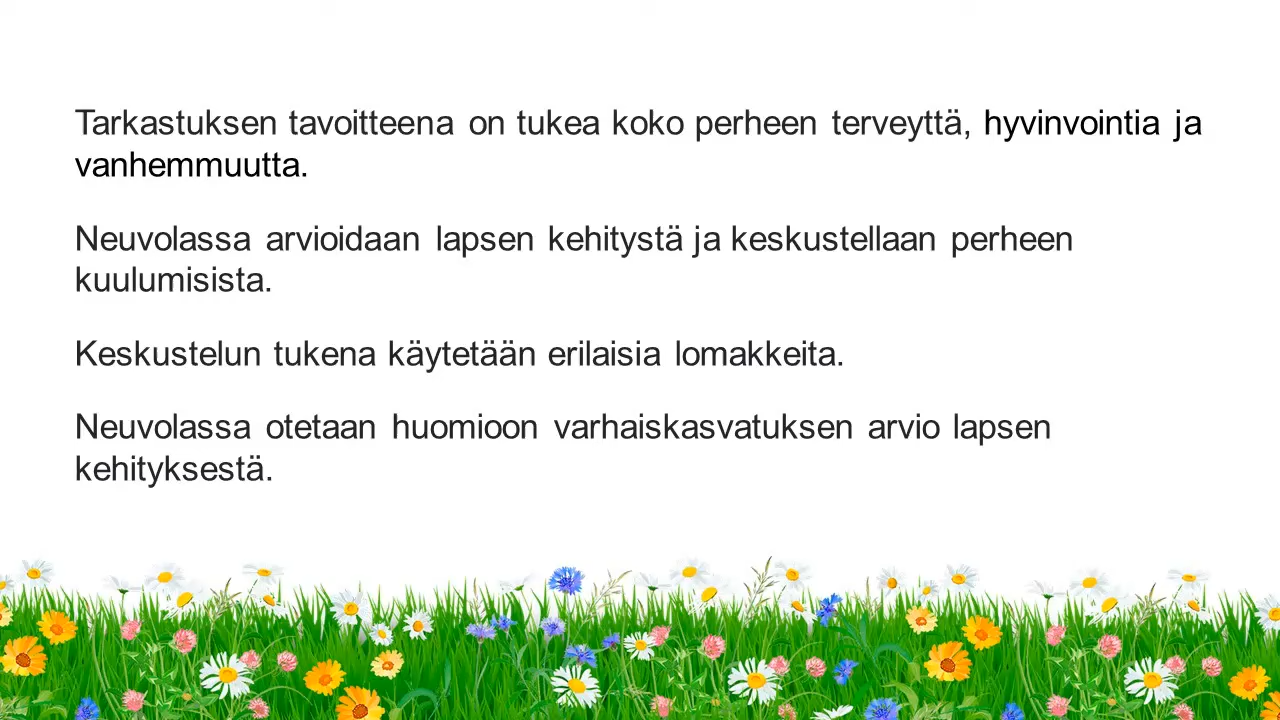 Tarkastuksen tavoitteena on tukea koko perheen terveyttä, hyvinvointia ja
vanhemmuutta.
Neuvolassa arvioidaan lapsen kehitystä ja keskustellaan perheen
kuulumisista.
Keskustelun tukena käytetään erilaisia lomakkeita.
Neuvolassa otetaan huomioon varhaiskasvatuksen arvio lapsen
kehityksestä.